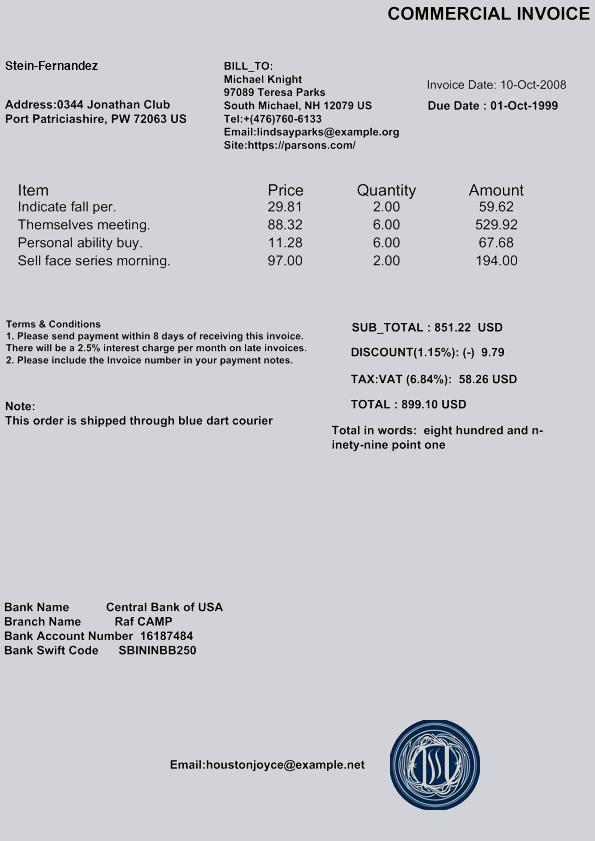 COMMERCIAL INVOICE
Stein-Fernandez
Address:0344 Jonathan Club
Port Patriciashire, PW 72063 US
BILL_TO:
Michael Knight
97089 Teresa Parks
South Michael, NH 12079 US
Tel:+(476)760-6133
Email:lindsayparks@example.org
Site:https://parsons.com/
Invoice Date: 10-Oct-2008
Due Date : 01-Oct-1999
Item Price Quantity Amount
Indicate fall per. 29.81 2.00 59.62
Themselves meeting. 88.32 6.00 529.92
Personal ability buy. 11.28 6.00 67.68
Sell face series morning. 97.00 2.00 194.00
Terms & Conditions
1. Please send payment within 8 days of receiving this invoice.
There will be a 2.5% interest charge per month on late invoices.
2. Please include the Invoice number in your payment notes.
Note:
This order is shipped through blue dart courier
SUB_TOTAL : 851.22 USD
DISCOUNT(1.15%): (-) 9.79
TAX:VAT (6.84%): 58.26 USD
TOTAL : 899.10 USD
Total in words: eight hundred and n-
inety-nine point one
Bank Name Central Bank of USA
Branch Name Raf CAMP
Bank Account Number 16187484
Bank Swift Code SBININBB250
Email:houstonjoyce@example.net